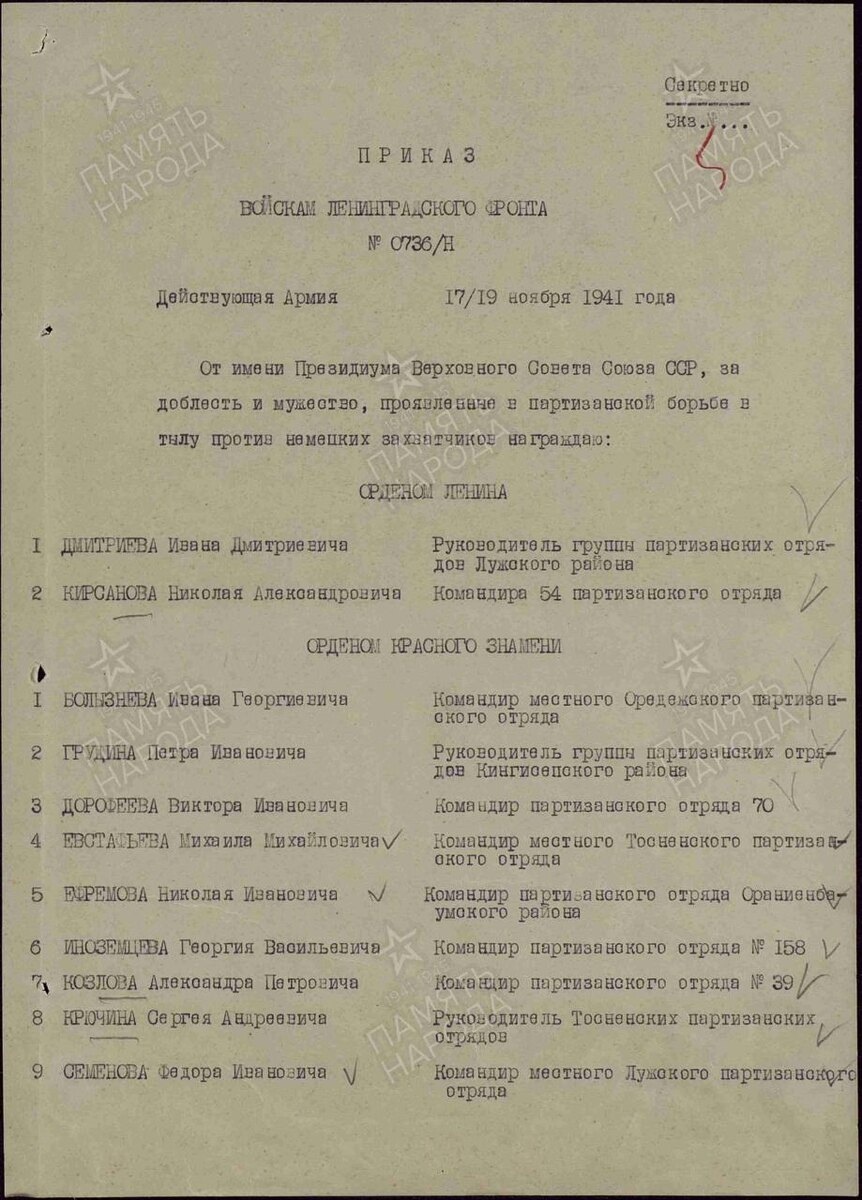 Секретно
Экз.№...
5
ПРИКАЗ
ВОЙСКАМ ЛЕНИНГРАДСКОГО ФРОНТА
№ 0736/Н
Действующая Армия 17/19 ноября 1941 года
От имени Президиума Верховного Совета Союза ССР, за
доблесть и мужество, проявленные в партизанской борьбе в
тылу против немецких захватчиков награждаю:
ОРДЕНОМ ЛЕНИНА
I ДМИТРИЕВА Ивана Дмитриевича Руководитель группы партизанских отря-
дов Лужского района
2 КИРСАНОВА Николая Александровича Командира 54 партизанского отряда
ОРДЕНОМ КРАСНОГО ЗНАМЕНИ
I БОЛЫЗНЕВА Ивана Георгиевича Командир местного Оредежского партизан-
ского отряда
2 ГРУДИНА Петра Ивановича Руководитель группы партизанских отря-
дов Кингисепского района
3 ДОРОФЕЕВА Виктора Ивановича Командир партизанского отряда 70
4 ЕВСТАФЬЕВА Михаила Михайловича Командир местного Тосненского партизан-
ского отряда
5 ЕФРЕМОВА Николая Ивановича Командир партизанского отряда Ораниенба-
умского района
6 ИНОЗЕМЦЕВА Георгия Васильевича Командир партизанского отряда № 158
7 КОЗЛОВА Александра Петровича Командир партизанского отряда № 39
8 КРЮЧИНА Сергея Андреевича Руководитель Тосненских партизанских
отрядов
9 СЕМЕНОВА Федора Ивановича Командир местного Лужского партизанского
отряда
1941-1945
ПАМЯТЬ
НАРОДА